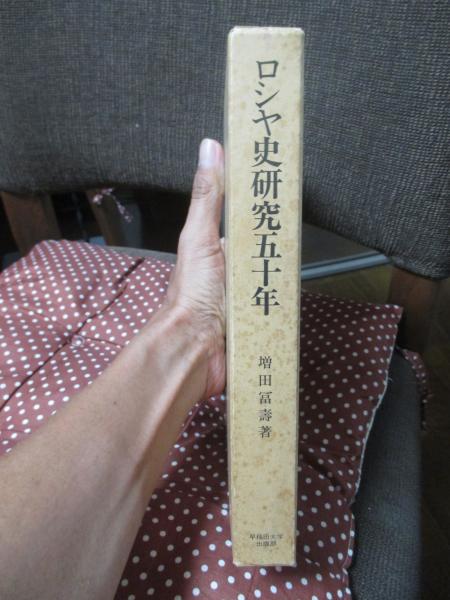 ロシヤ史研究五十年
増田冨壽著
早稲田大学
出版部